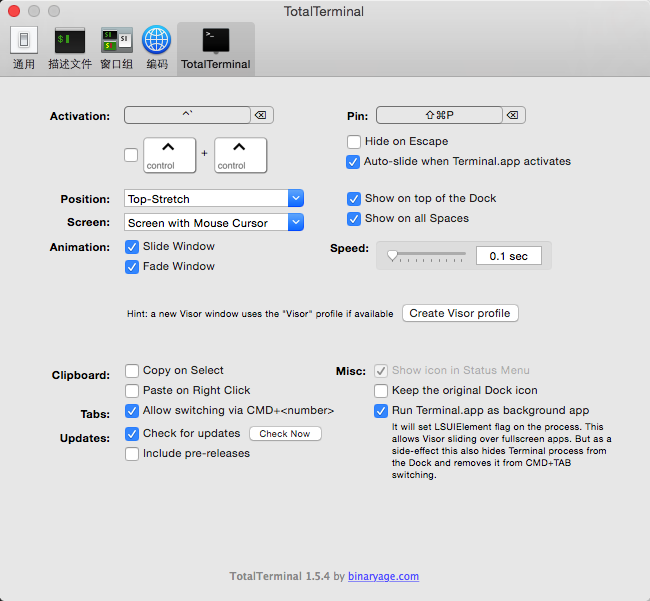 TotalTerminal
通用 描述文件 窗口组 编码 TotalTerminal
Activation: ^` Pin: ⇧⌘P
control + control
Hide on Escape
Auto-slide when Terminal.app activates
Position: Top-Stretch Show on top of the Dock
Screen: Screen with Mouse Cursor Show on all Spaces
Animation: Slide Window Speed: 0.1 sec
Fade Window
Hint: a new Visor window uses the "Visor" profile if available Create Visor profile
Clipboard: Copy on Select Misc: Show icon in Status Menu
Paste on Right Click Keep the original Dock icon
Tabs: Allow switching via CMD+<number> Run Terminal.app as background app
Updates: Check for updates Check Now
Include pre-releases
It will set LSUIElement flag on the process. This
allows Visor sliding over fullscreen apps. But as a
side-effect this also hides Terminal process from
the Dock and removes it from CMD+TAB
switching.
TotalTerminal 1.5.4 by binaryage.com